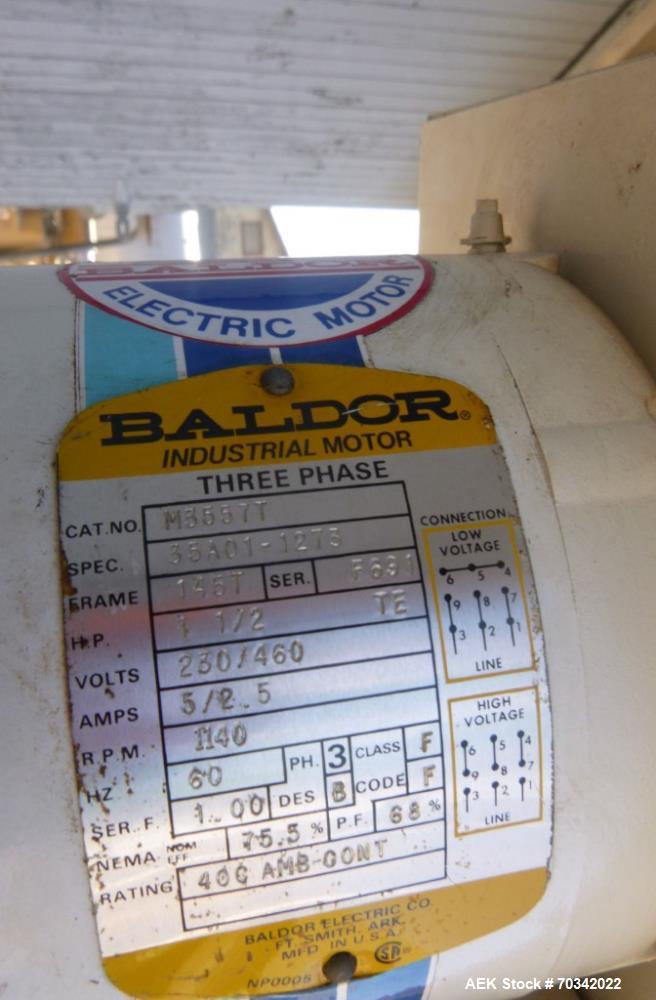 BALDOR
ELECTRIC MOTOR
BALDOR®
INDUSTRIAL MOTOR
THREE PHASE
CAT.NO. M3557T
SPEC. 35A01-1273
FRAME 145T SER. F691
H.P. 1 1/2 TE
VOLTS 230/460
AMPS 5/2.5
R.P.M. 1140
HZ 60 PH. 3 CLASS F
SER. F. 1.00 DES B CODE F
NEMA NOM EFF 75.5 % P.F. 68 %
RATING 40C AMB-CONT
CONNECTION
LOW
VOLTAGE
6 5 4
9 8 7
3 2 1
LINE
HIGH
VOLTAGE
6 5 4
9 8 7
3 2 1
LINE
BALDOR ELECTRIC CO.
FT. SMITH, ARK.
MFD. IN U.S.A.
NP0005
AEK Stock #70342022